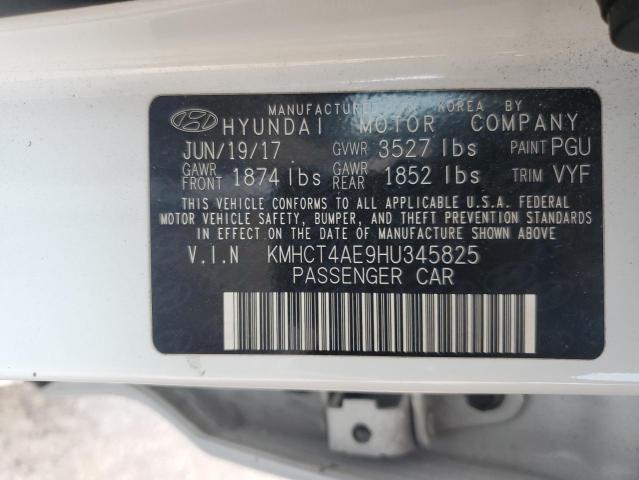 MANUFACTURED IN KOREA BY
HYUNDAI MOTOR COMPANY
JUN/19/17 GVWR 3527 lbs PAINT PGU
GAWR FRONT 1874 lbs GAWR REAR 1852 lbs TRIM VYF
THIS VEHICLE CONFORMS TO ALL APPLICABLE U.S.A. FEDERAL
MOTOR VEHICLE SAFETY, BUMPER, AND THEFT PREVENTION
STANDARDS IN EFFECT ON THE DATE OF MANUFACTURE SHOWN ABOVE.
V.I.N KMHCT4AE9HU345825
PASSENGER CAR